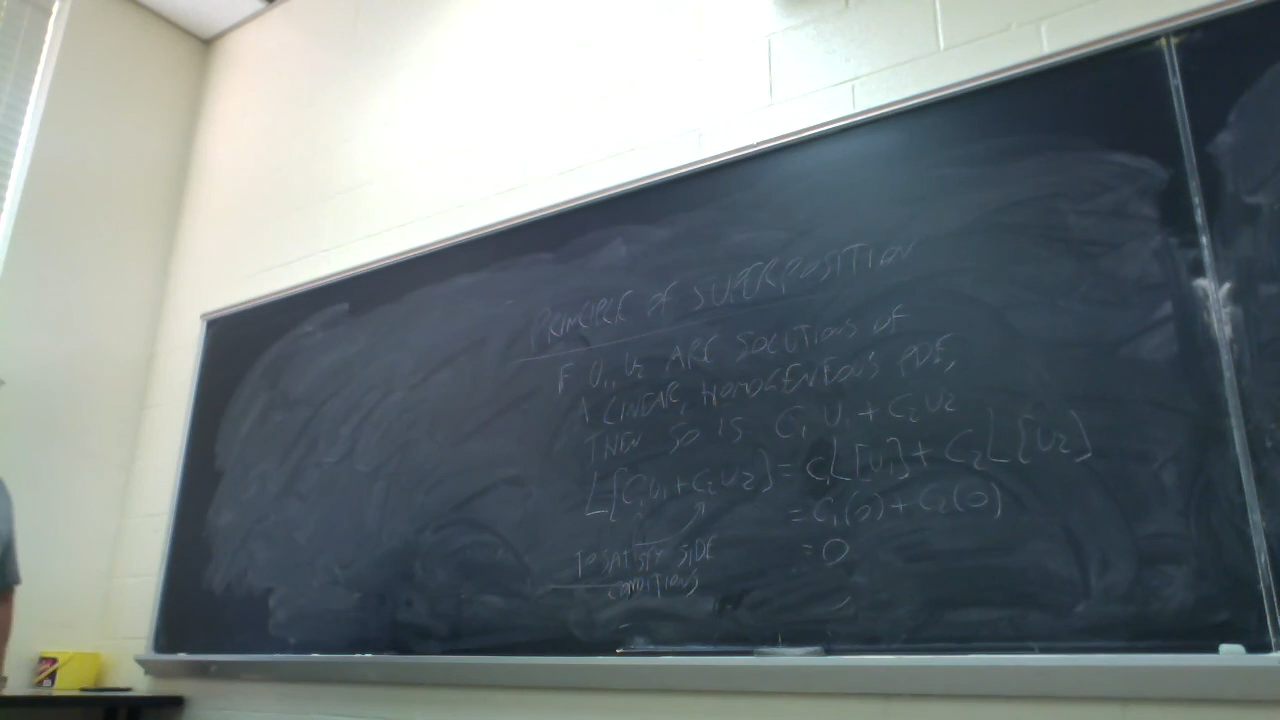 PRINCIPLE OF SUPERPOSITION
IF U₁, U₂ ARE SOLUTIONS OF
A LINEAR, HOMOGENEOUS PDE,
THEN SO IS C₁U₁ + C₂U₂
L[C₁U₁+C₂U₂] = C₁L[U₁] + C₂L[U₂]
= C₁(0) + C₂(0)
= 0
TO SATISFY SIDE
CONDITIONS